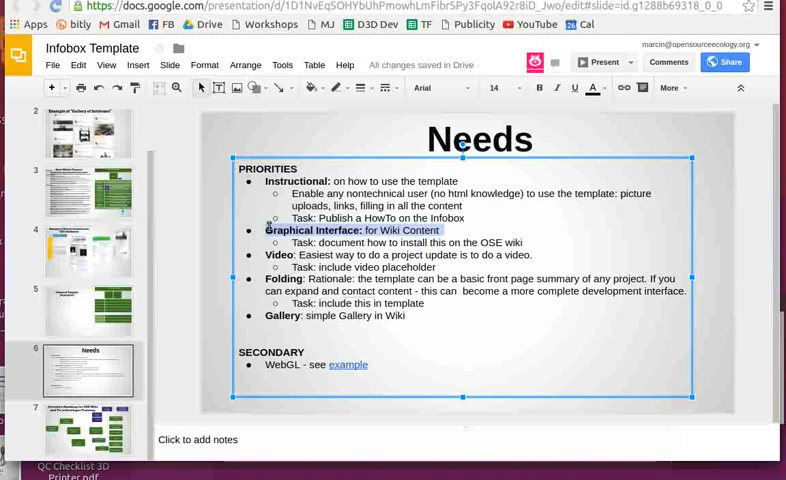 https://docs.google.com/presentation/d/1D1NvEqSOHYbUhPmowhLmFibrSPy3FqolA92r8iD_Jwo/edit#slide=id.g1288b69318_0_0
Apps bitly Gmail FB Drive Workshops MJ D3D Dev TF Publicity YouTube Cal
Infobox Template
marcin@opensourceecology.org
File Edit View Insert Slide Format Arrange Tools Table Help All changes saved in Drive
Present Comments Share
Arial 14 B I U A More
2
3
4
5
6
7
Needs
Needs
PRIORITIES
Instructional: on how to use the template
Enable any nontechnical user (no html knowledge) to use the template: picture
uploads, links, filling in all the content
Task: Publish a HowTo on the Infobox
Graphical Interface: for Wiki Content
Task: document how to install this on the OSE wiki
Video: Easiest way to do a project update is to do a video.
Task: include video placeholder
Folding: Rationale: the template can be a basic front page summary of any project. If you
can expand and contact content - this can become a more complete development interface.
Task: include this in template
Gallery: simple Gallery in Wiki
SECONDARY
WebGL - see example
Click to add notes
QC Checklist 3D
Printer.pdf